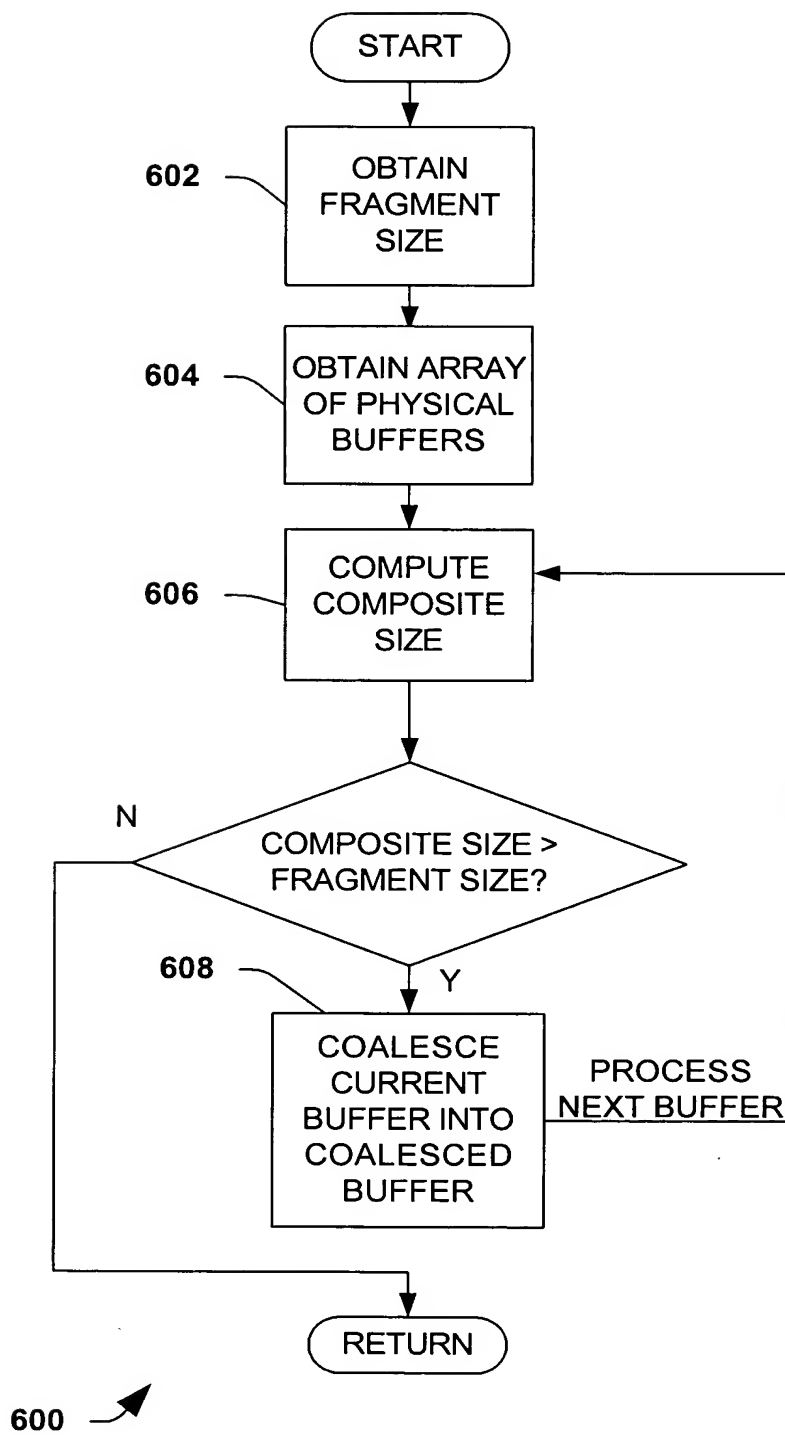 START
602
OBTAIN
FRAGMENT
SIZE
604
OBTAIN ARRAY
OF PHYSICAL
BUFFERS
606
COMPUTE
COMPOSITE
SIZE
N
COMPOSITE SIZE >
FRAGMENT SIZE?
608
Y
COALESCE
CURRENT
BUFFER INTO
COALESCED
BUFFER
PROCESS
NEXT BUFFER
RETURN
600